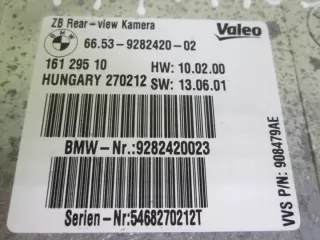 ZB Rear-view Kamera
Valeo
BMW
66.53-9282420-02
161 295 10
HW: 10.02.00
HUNGARY 270212
SW: 13.06.01
BMW-Nr.:9282420023
Serien-Nr:5468270212T
VVS P/N: 908479AE